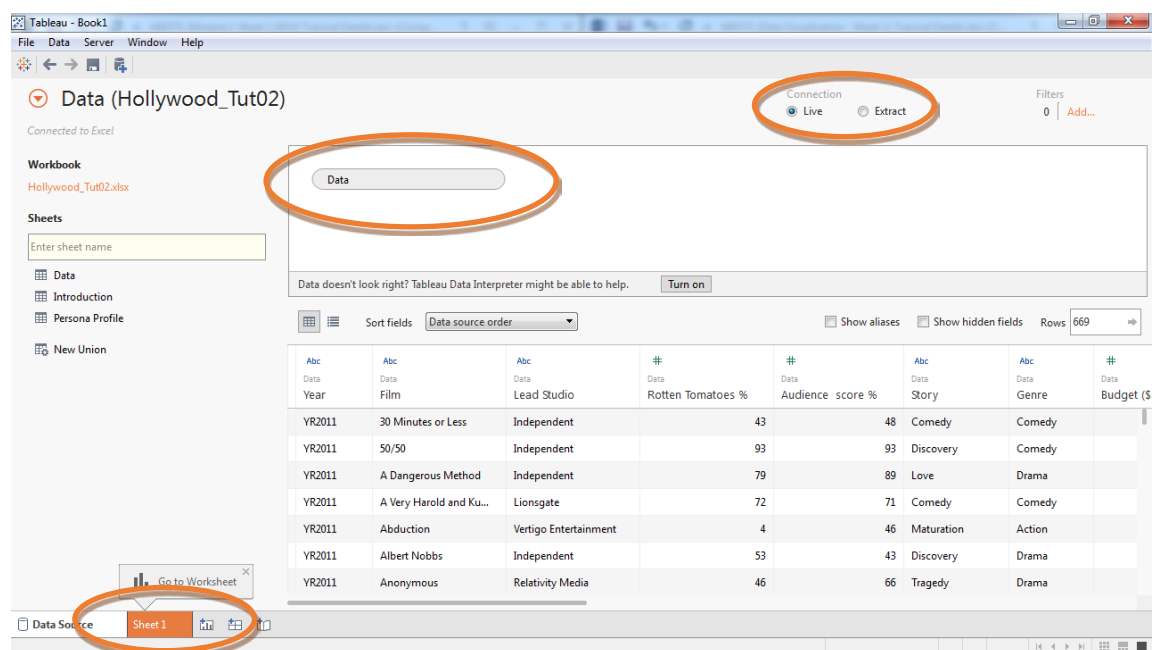 Tableau - Book1
File Data Server Window Help
Data (Hollywood_Tut02)
Connected to Excel
Connection
Live Extract
Filters
0 Add...
Workbook
Hollywood_Tut02.xlsx
Sheets
Enter sheet name
Data
Introduction
Persona Profile
New Union
Data
Data doesn't look right? Tableau Data Interpreter might be able to help. Turn on
Sort fields Data source order Show aliases Show hidden fields Rows 669
Abc Abc Abc # # Abc Abc #
Data Data Data Data Data Data Data Data
Year Film Lead Studio Rotten Tomatoes % Audience score % Story Genre Budget ($
YR2011 30 Minutes or Less Independent 43 48 Comedy Comedy
YR2011 50/50 Independent 93 93 Discovery Comedy
YR2011 A Dangerous Method Independent 79 89 Love Drama
YR2011 A Very Harold and Ku... Lionsgate 72 71 Comedy Comedy
YR2011 Abduction Vertigo Entertainment 4 46 Maturation Action
YR2011 Albert Nobbs Independent 53 43 Discovery Drama
YR2011 Anonymous Relativity Media 46 66 Tragedy Drama
Go to Worksheet
Data Source Sheet 1